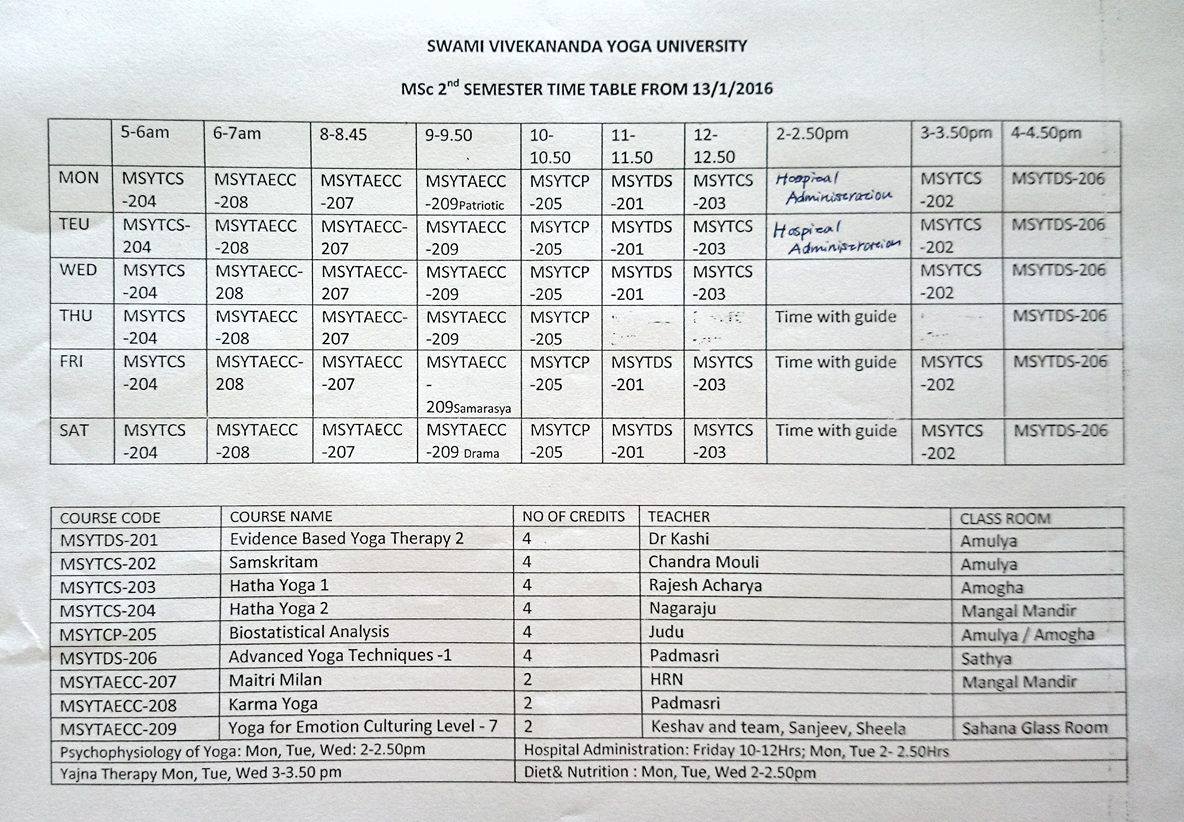 SWAMI VIVEKANANDA YOGA UNIVERSITY
MSc 2nd SEMESTER TIME TABLE FROM 13/1/2016
5-6am 6-7am 8-8.45 9-9.50 10- 11- 12- 2-2.50pm 3-3.50pm 4-4.50pm
10.50 11.50 12.50
MON MSYTCS MSYTAECC MSYTAECC MSYTAECC MSYTCP MSYTDS MSYTCS Hospical MSYTCS MSYTDS-206
-204 -208 -207 -209Patriotic -205 -201 -203 Administration -202
TEU MSYTCS- MSYTAECC MSYTAECC- MSYTAECC MSYTCP MSYTDS MSYTCS Hospical MSYTCS MSYTDS-206
204 -208 207 -209 -205 -201 -203 Administration -202
WED MSYTCS MSYTAECC- MSYTAECC- MSYTAECC MSYTCP MSYTDS MSYTCS MSYTCS MSYTDS-206
-204 208 207 -209 -205 -201 -203 -202
THU MSYTCS MSYTAECC MSYTAECC- MSYTAECC MSYTCP Time with guide MSYTDS-206
-204 -208 207 -209 -205
FRI MSYTCS MSYTAECC- MSYTAECC MSYTAECC MSYTCP MSYTDS MSYTCS Time with guide MSYTCS MSYTDS-206
-204 208 -207 - -205 -201 -203 -202
209Samarasya
SAT MSYTCS MSYTAECC MSYTAECC MSYTAECC MSYTCP MSYTDS MSYTCS Time with guide MSYTCS MSYTDS-206
-204 -208 -207 -209 Drama -205 -201 -203 -202
COURSE CODE COURSE NAME NO OF CREDITS TEACHER CLASS ROOM
MSYTDS-201 Evidence Based Yoga Therapy 2 4 Dr Kashi Amulya
MSYTCS-202 Samskritam 4 Chandra Mouli Amulya
MSYTCS-203 Hatha Yoga 1 4 Rajesh Acharya Amogha
MSYTCS-204 Hatha Yoga 2 4 Nagaraju Mangal Mandir
MSYTCP-205 Biostatistical Analysis 4 Judu Amulya / Amogha
MSYTDS-206 Advanced Yoga Techniques -1 4 Padmasri Sathya
MSYTAECC-207 Maitri Milan 2 HRN Mangal Mandir
MSYTAECC-208 Karma Yoga 2 Padmasri
MSYTAECC-209 Yoga for Emotion Culturing Level - 7 2 Keshav and team, Sanjeev, Sheela Sahana Glass Room
Psychophysiology of Yoga: Mon, Tue, Wed: 2-2.50pm Hospital Administration: Friday 10-12Hrs; Mon, Tue 2- 2.50Hrs
Yajna Therapy Mon, Tue, Wed 3-3.50 pm Diet& Nutrition : Mon, Tue, Wed 2-2.50pm